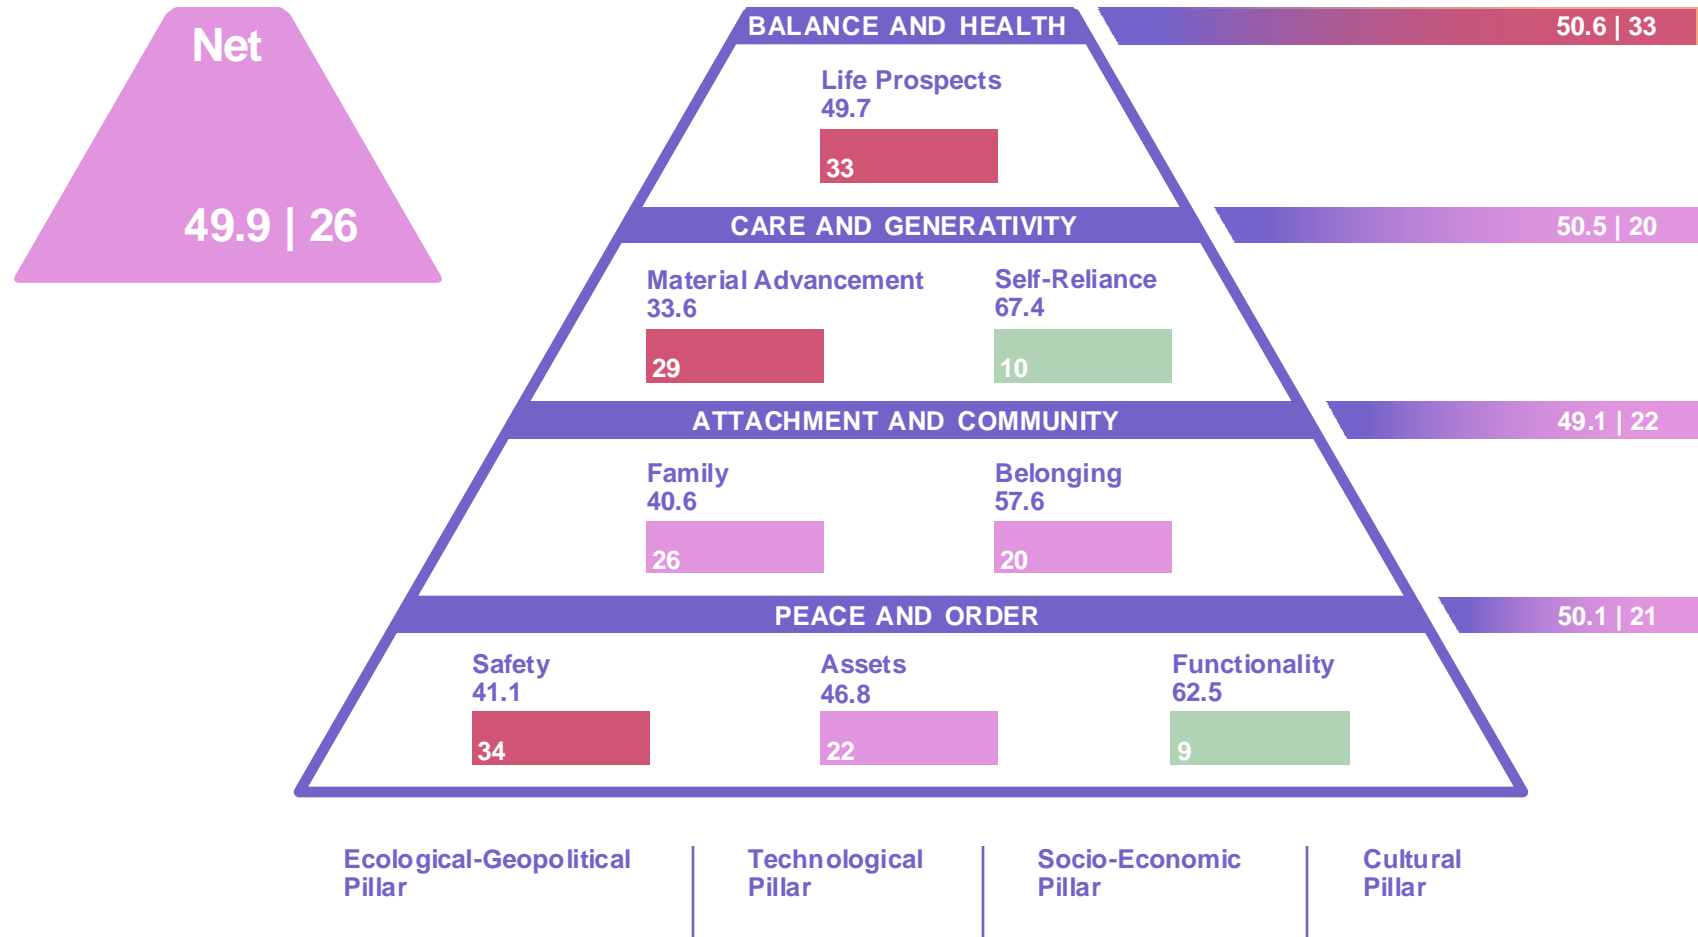 Net
49.9 | 26
BALANCE AND HEALTH
50.6 | 33
Life Prospects
49.7
33
CARE AND GENERATIVITY
50.5 | 20
Material Advancement
33.6
29
Self-Reliance
67.4
10
ATTACHMENT AND COMMUNITY
49.1 | 22
Family
40.6
26
Belonging
57.6
20
PEACE AND ORDER
50.1 | 21
Safety
41.1
34
Assets
46.8
22
Functionality
62.5
9
Ecological-Geopolitical
Pillar
Technological
Pillar
Socio-Economic
Pillar
Cultural
Pillar